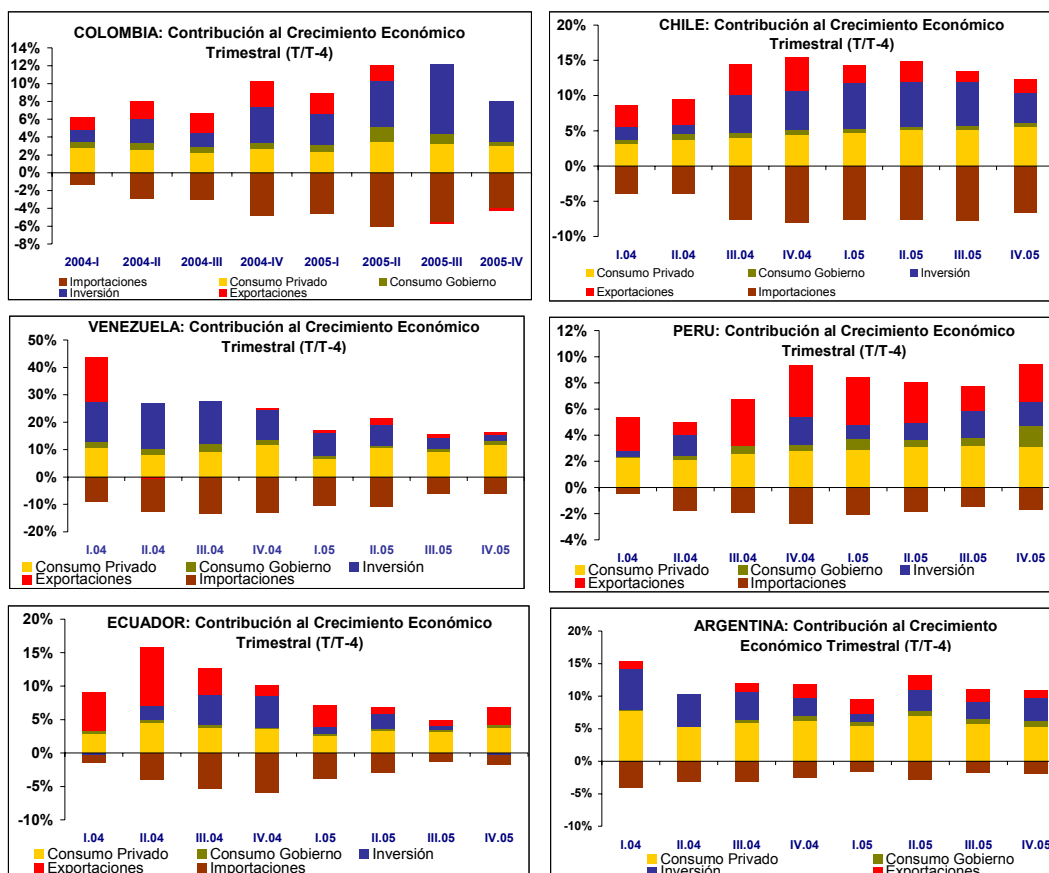 COLOMBIA: Contribución al Crecimiento Económico
Trimestral (T/T-4)
14%
12%
10%
8%
6%
4%
2%
0%
-2%
-4%
-6%
-8%
2004-I 2004-II 2004-III 2004-IV 2005-I 2005-II 2005-III 2005-IV
Importaciones Consumo Privado Consumo Gobierno
Inversión Exportaciones
CHILE: Contribución al Crecimiento Económico
Trimestral (T/T-4)
20%
15%
10%
5%
0%
-5%
-10%
I.04 II.04 III.04 IV.04 I.05 II.05 III.05 IV.05
Consumo Privado Consumo Gobierno Inversión
Exportaciones Importaciones
VENEZUELA: Contribución al Crecimiento Económico
Trimestral (T/T-4)
50%
40%
30%
20%
10%
0%
-10%
-20%
I.04 II.04 III.04 IV.04 I.05 II.05 III.05 IV.05
Consumo Privado Consumo Gobierno Inversión
Exportaciones Importaciones
PERU: Contribución al Crecimiento Económico
Trimestral (T/T-4)
12%
10%
8%
6%
4%
2%
0%
-2%
-4%
I.04 II.04 III.04 IV.04 I.05 II.05 III.05 IV.05
Consumo Privado Consumo Gobierno Inversión
Exportaciones Importaciones
ECUADOR: Contribución al Crecimiento Económico
Trimestral (T/T-4)
20%
15%
10%
5%
0%
-5%
-10%
I.04 II.04 III.04 IV.04 I.05 II.05 III.05 IV.05
Consumo Privado Consumo Gobierno Inversión
Exportaciones Importaciones
ARGENTINA: Contribución al Crecimiento
Económico Trimestral (T/T-4)
20%
15%
10%
5%
0%
-5%
-10%
I.04 II.04 III.04 IV.04 I.05 II.05 III.05 IV.05
Consumo Privado Consumo Gobierno
Inversión Exportaciones